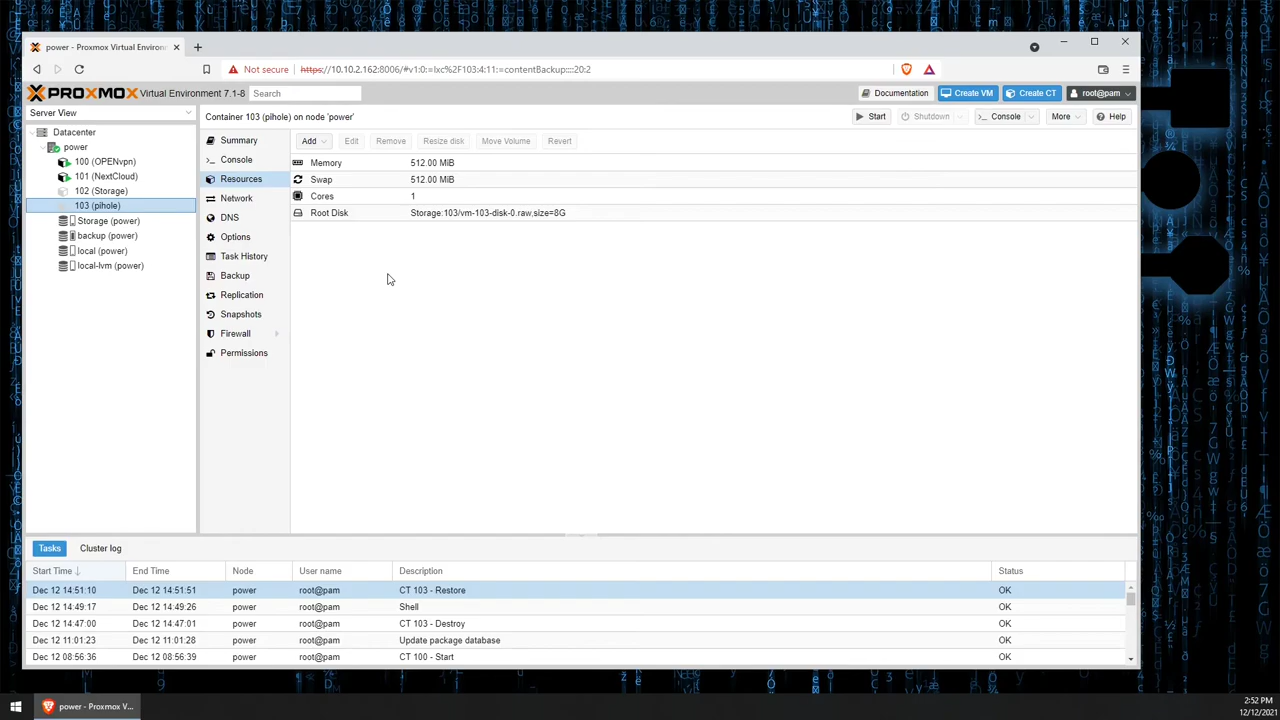 power - Proxmox Virtual Environ
Not secure https://10.10.2.162:8006/#v1:0:=lxc%2F103:4:11:=contentBackup::::20:2
PROXMOX Virtual Environment 7.1-8 Search Documentation Create VM Create CT root@pam
Server View
Container 103 (pihole) on node 'power' Start Shutdown Console More Help
Datacenter
power
100 (OPENvpn)
101 (NextCloud)
102 (Storage)
103 (pihole)
Storage (power)
backup (power)
local (power)
local-lvm (power)
Summary
Console
Resources
Network
DNS
Options
Task History
Backup
Replication
Snapshots
Firewall
Permissions
Add Edit Remove Resize disk Move Volume Revert
Memory 512.00 MiB
Swap 512.00 MiB
Cores 1
Root Disk Storage:103/vm-103-disk-0.raw,size=8G
Tasks Cluster log
Start Time End Time Node User name Description Status
Dec 12 14:51:10 Dec 12 14:51:51 power root@pam CT 103 - Restore OK
Dec 12 14:49:17 Dec 12 14:49:26 power root@pam Shell OK
Dec 12 14:47:00 Dec 12 14:47:01 power root@pam CT 103 - Destroy OK
Dec 12 11:01:23 Dec 12 11:01:28 power root@pam Update package database OK
Dec 12 08:56:36 Dec 12 08:56:39 power root@pam CT 100 - Start OK
power - Proxmox V...
2:52 PM
12/12/2021